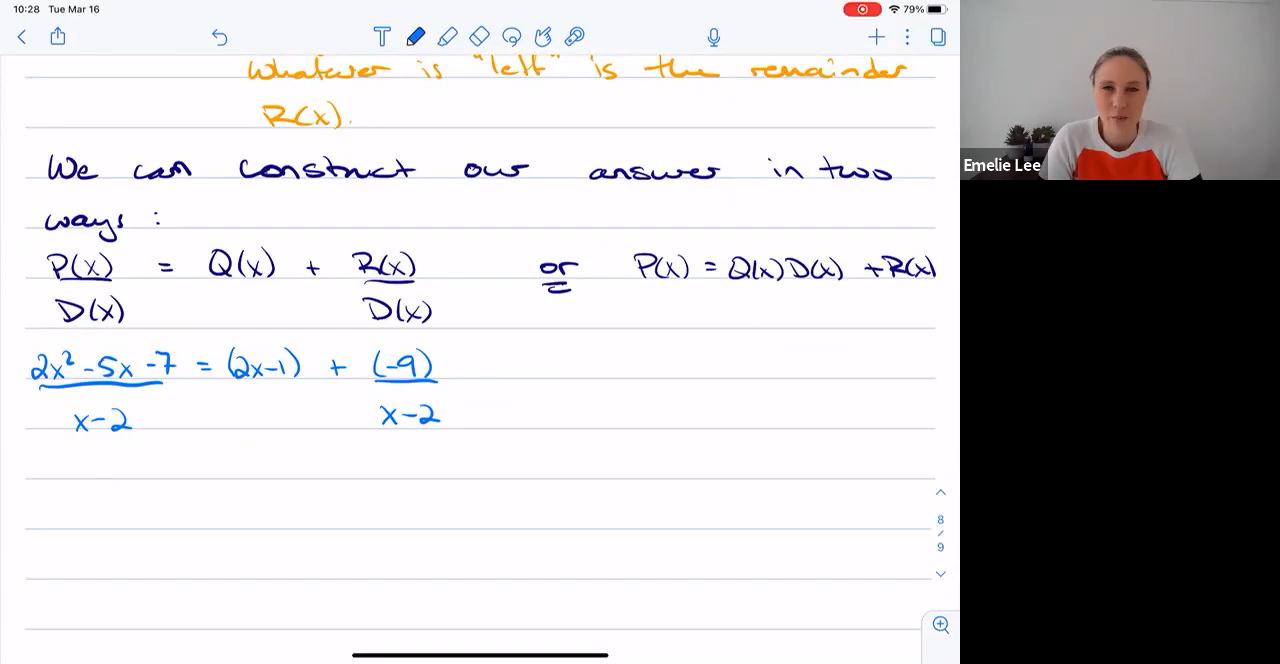 10:28 Tue Mar 16
79%
Whatever is "left" is the remainder
R(x).
We can construct our answer in two
ways:
P(x)/D(x) = Q(x) + R(x)/D(x) or P(x) = Q(x)D(x) + R(x)
2x² - 5x - 7/x - 2 = (2x-1) + (-9)/x - 2
Emelie Lee
8/9